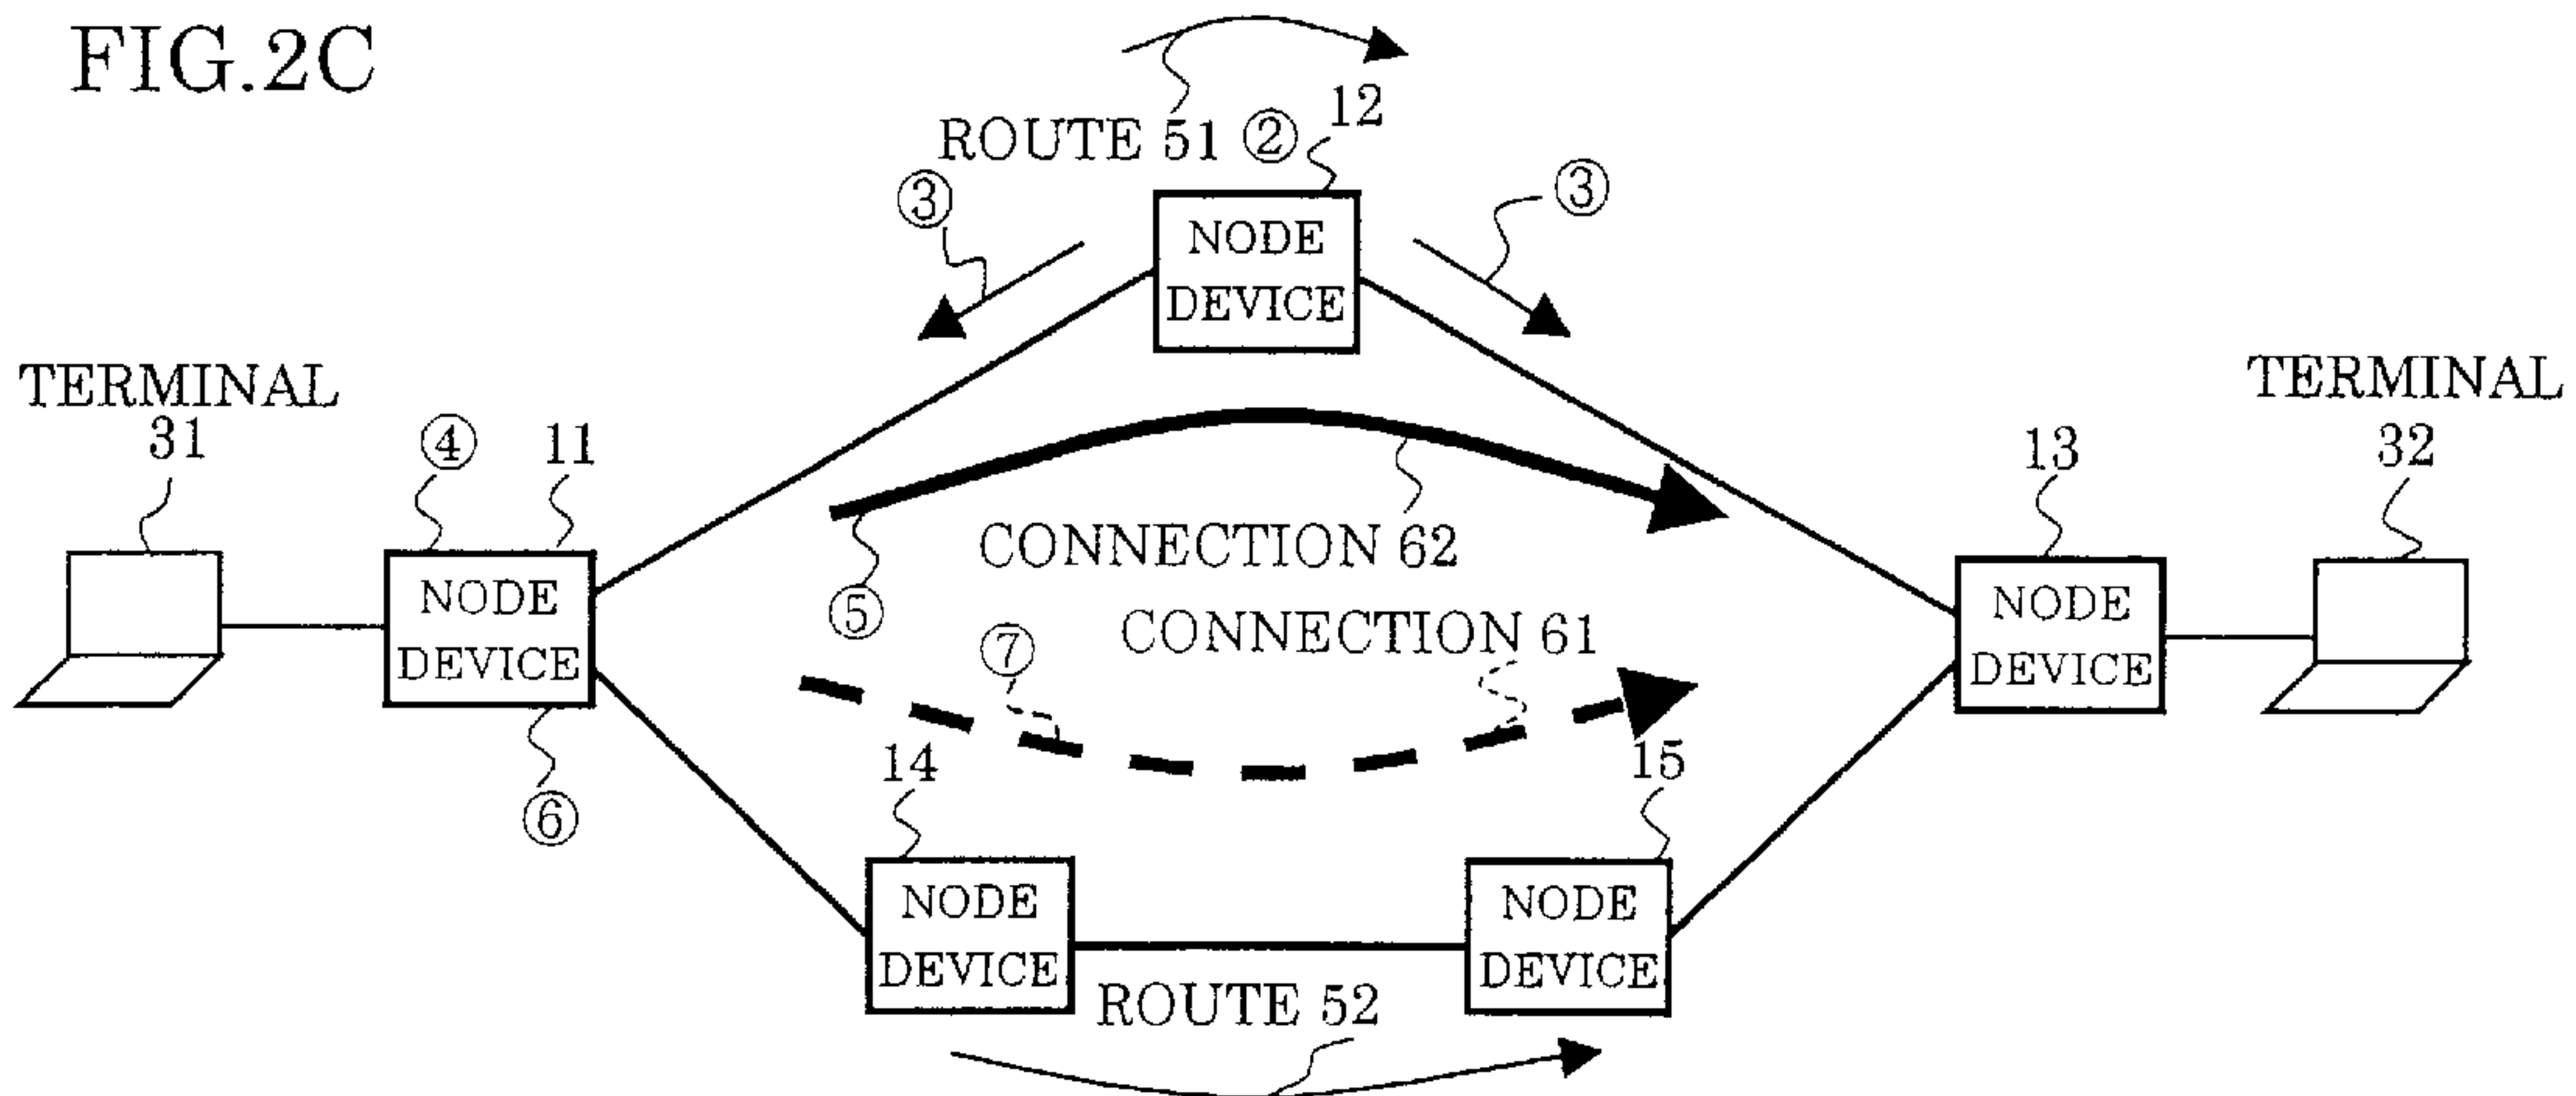 FIG.2C
12
ROUTE 51 ②
③
③
NODE
DEVICE
TERMINAL
31
TERMINAL
32
④
11
13
NODE
DEVICE
CONNECTION 62
⑤
CONNECTION 61
⑦
NODE
DEVICE
⑥
14
15
NODE
DEVICE
NODE
DEVICE
ROUTE 52